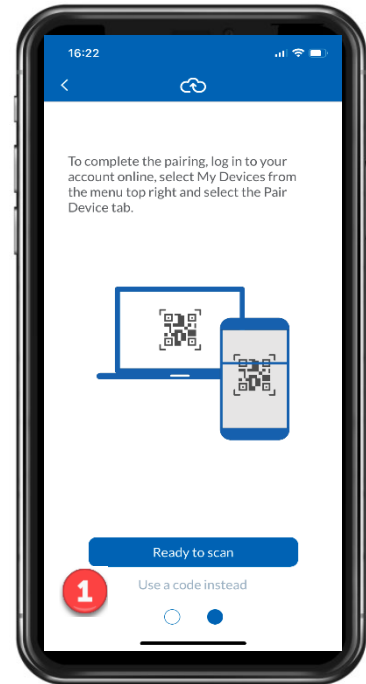 16:22
To complete the pairing, log in to your
account online, select My Devices from
the menu top right and select the Pair
Device tab.
Ready to scan
1
Use a code instead